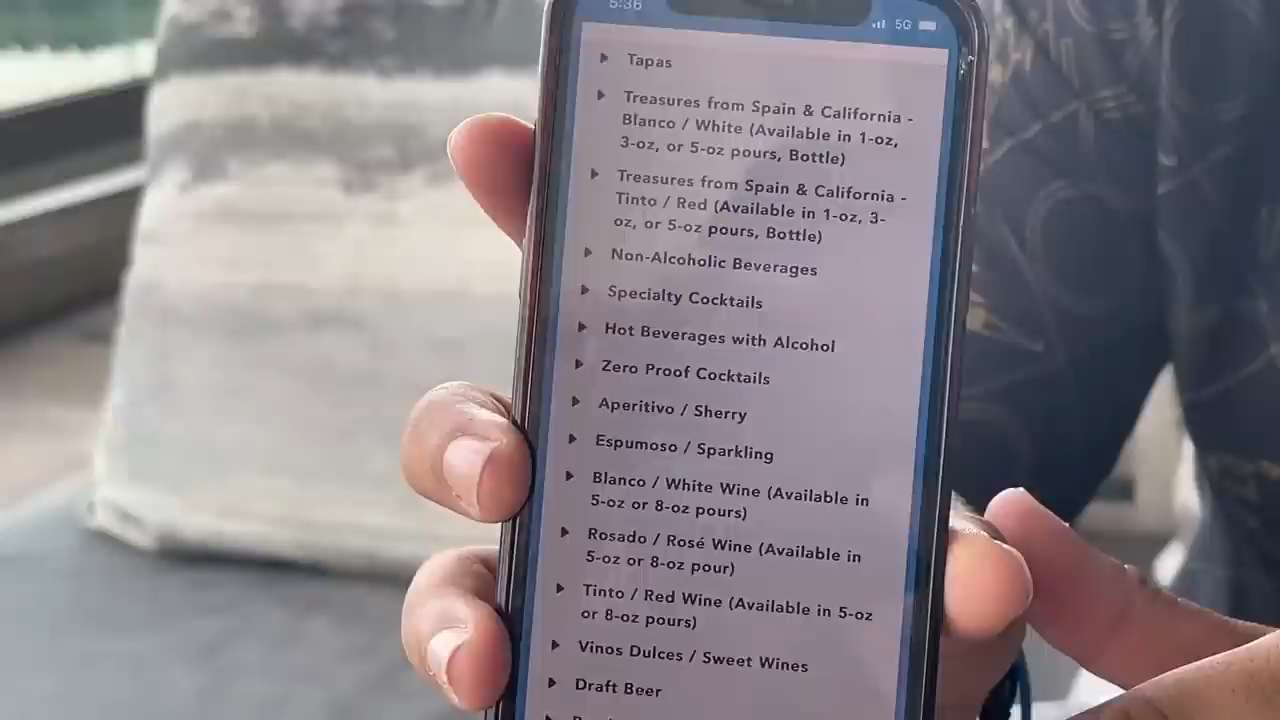 5:36
5G
Tapas
Treasures from Spain & California -
Blanco / White (Available in 1-oz,
3-oz, or 5-oz pours, Bottle)
Treasures from Spain & California -
Tinto / Red (Available in 1-oz, 3-
oz, or 5-oz pours, Bottle)
Non-Alcoholic Beverages
Specialty Cocktails
Hot Beverages with Alcohol
Zero Proof Cocktails
Aperitivo / Sherry
Espumoso / Sparkling
Blanco / White Wine (Available in
5-oz or 8-oz pours)
Rosado / Rosé Wine (Available in
5-oz or 8-oz pour)
Tinto / Red Wine (Available in 5-oz
or 8-oz pours)
Vinos Dulces / Sweet Wines
Draft Beer